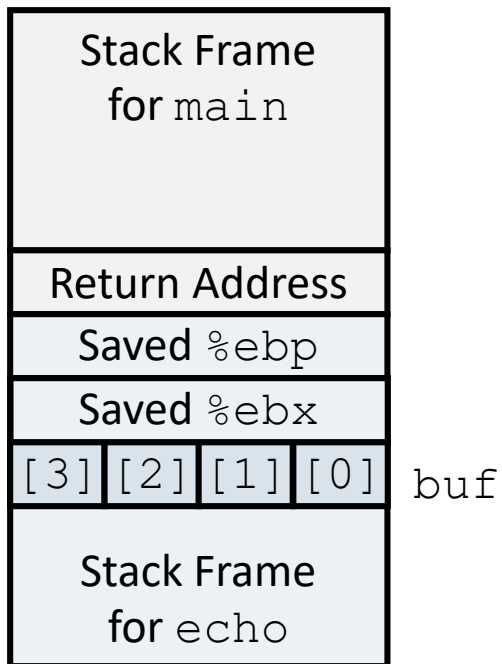 Stack Frame
for main
Return Address
Saved %ebp
Saved %ebx
[3] [2] [1] [0] buf
Stack Frame
for echo